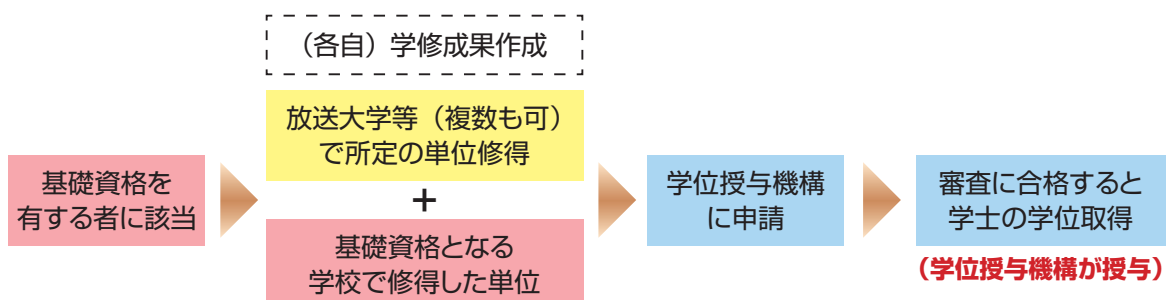 基礎資格を
有する者に該当
（各自）学修成果作成
放送大学等（複数も可）
で所定の単位修得
+
基礎資格となる
学校で修得した単位
学位授与機構
に申請
審査に合格すると
学士の学位取得
（学位授与機構が授与）